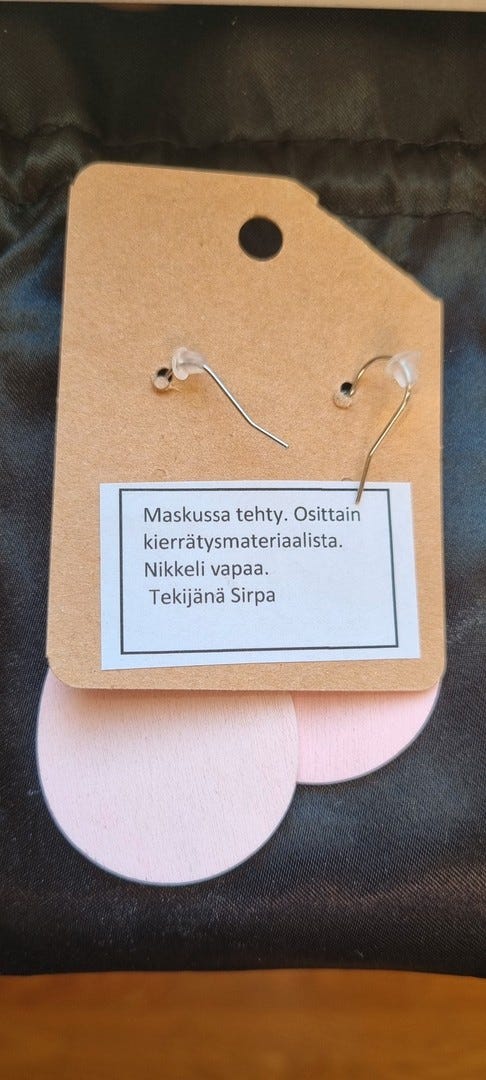 Maskussa tehty. Osittain
kierrätysmateriaalista.
Nikkeli vapaa.
Tekijänä Sirpa